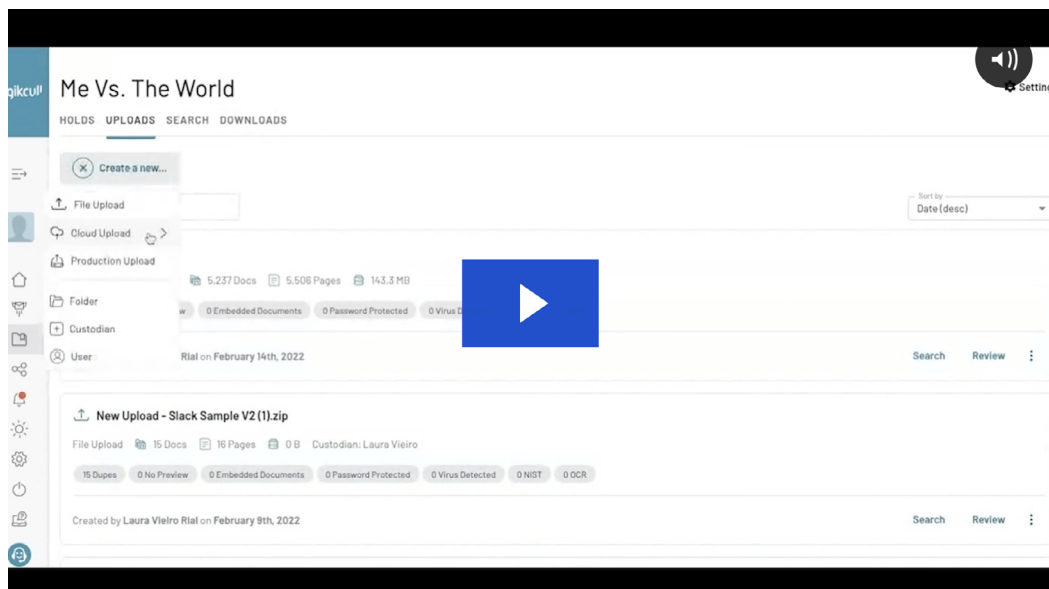 gikcull
Me Vs. The World
Settin
HOLDS UPLOADS SEARCH DOWNLOADS
Create a new...
File Upload
Sort by
Date (desc)
Cloud Upload
Production Upload
5,237 Docs 5,506 Pages 143.3 MB
Folder
w 0 Embedded Documents 0 Password Protected 0 Virus D
Custodian
User
Rial on February 14th, 2022 Search Review
New Upload - Slack Sample V2 (1).zip
File Upload 15 Docs 16 Pages 0 B Custodian: Laura Vieiro
15 Dupes 0 No Preview 0 Embedded Documents 0 Password Protected 0 Virus Detected 0 NIST 0 OCR
Created by Laura Vieiro Rial on February 9th, 2022 Search Review